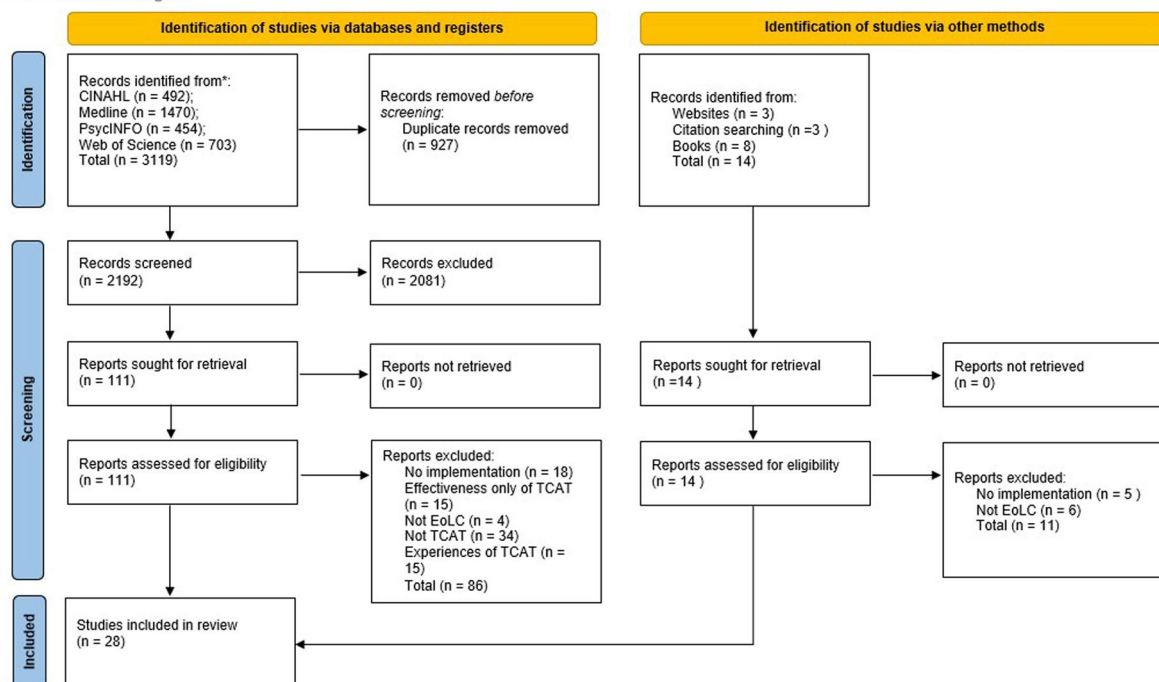 Identification of studies via databases and registers
Identification of studies via other methods
Identification
Records identified from*:
CINAHL (n = 492);
Medline (n = 1470);
PsycINFO (n = 454);
Web of Science (n = 703)
Total (n = 3119)
Records removed before
screening:
Duplicate records removed
(n = 927)
Records identified from:
Websites (n = 3)
Citation searching (n =3 )
Books (n = 8)
Total (n = 14)
Screening
Records screened
(n = 2192)
Records excluded
(n = 2081)
Reports sought for retrieval
(n = 111)
Reports not retrieved
(n = 0)
Reports sought for retrieval
(n =14 )
Reports not retrieved
(n = 0)
Reports assessed for eligibility
(n = 111)
Reports excluded:
No implementation (n = 18)
Effectiveness only of TCAT
(n = 15)
Not EoLC (n = 4)
Not TCAT (n = 34)
Experiences of TCAT (n =
15)
Total (n = 86)
Reports assessed for eligibility
(n = 14 )
Reports excluded:
No implementation (n = 5 )
Not EoLC (n = 6)
Total (n = 11)
Included
Studies included in review
(n = 28)